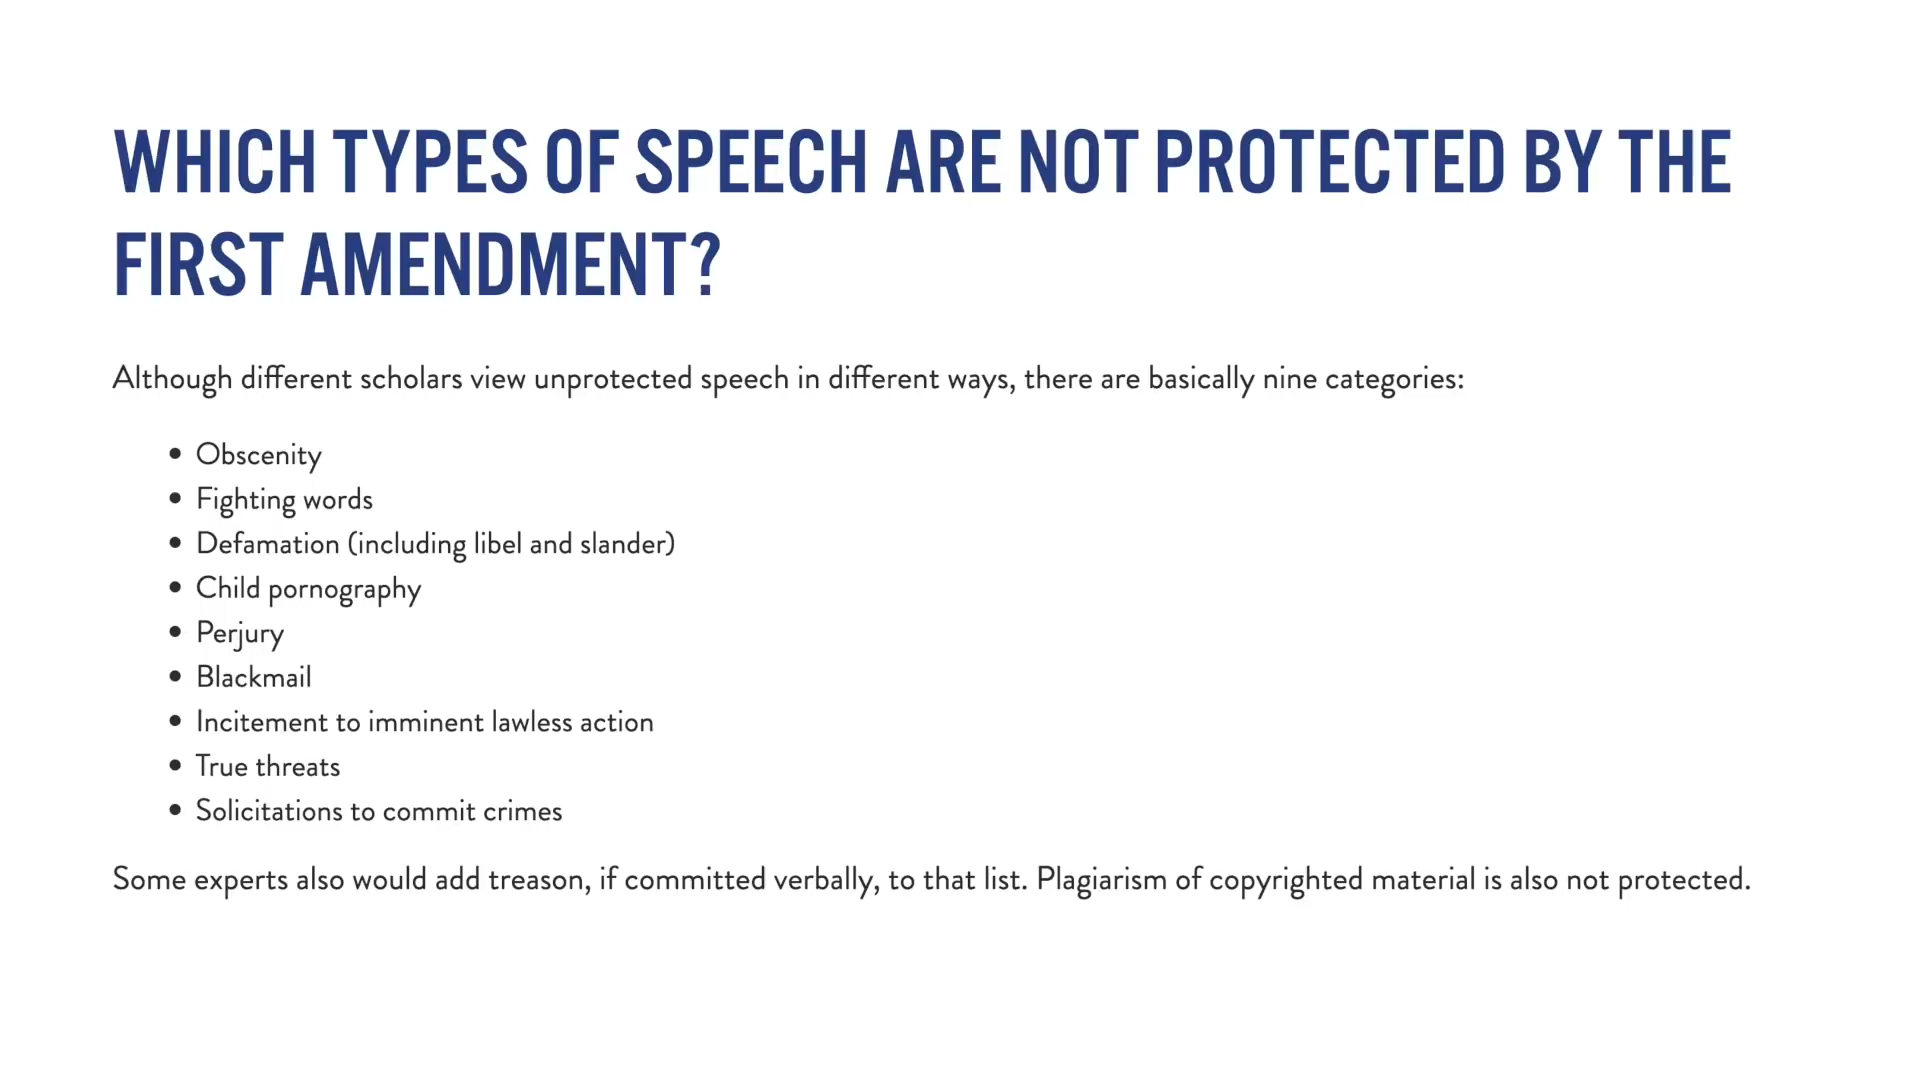 WHICH TYPES OF SPEECH ARE NOT PROTECTED BY THE
FIRST AMENDMENT?
Although different scholars view unprotected speech in different ways, there are basically nine categories:
• Obscenity
• Fighting words
• Defamation (including libel and slander)
• Child pornography
• Perjury
• Blackmail
• Incitement to imminent lawless action
• True threats
• Solicitations to commit crimes
Some experts also would add treason, if committed verbally, to that list. Plagiarism of copyrighted material is also not protected.